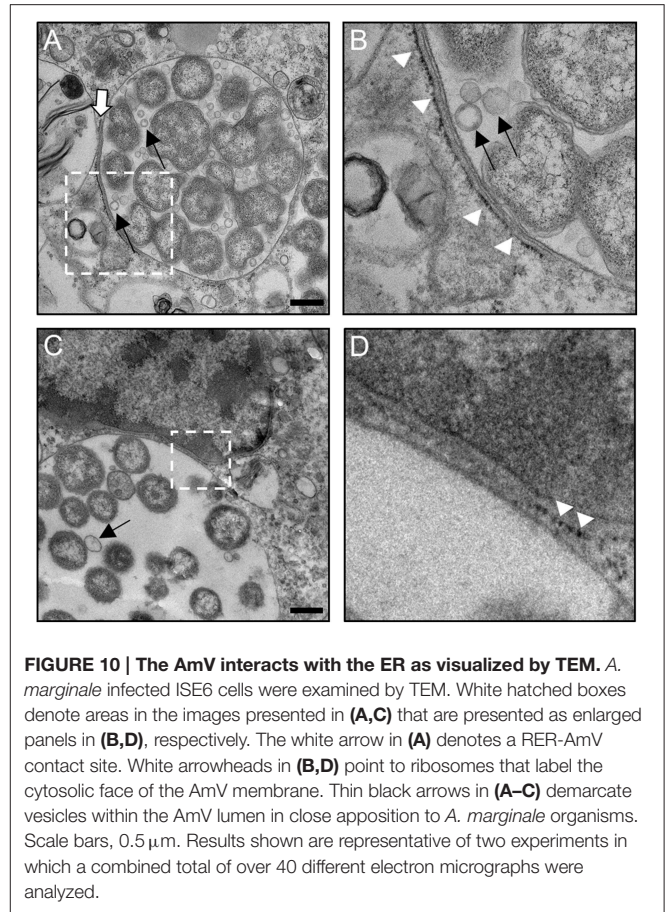 A
B
C
D
FIGURE 10 | The AmV interacts with the ER as visualized by TEM. A.
marginale infected ISE6 cells were examined by TEM. White hatched boxes
denote areas in the images presented in (A,C) that are presented as enlarged
panels in (B,D), respectively. The white arrow in (A) denotes a RER-AmV
contact site. White arrowheads in (B,D) point to ribosomes that label the
cytosolic face of the AmV membrane. Thin black arrows in (A–C) demarcate
vesicles within the AmV lumen in close apposition to A. marginale organisms.
Scale bars, 0.5 μm. Results shown are representative of two experiments in
which a combined total of over 40 different electron micrographs were
analyzed.